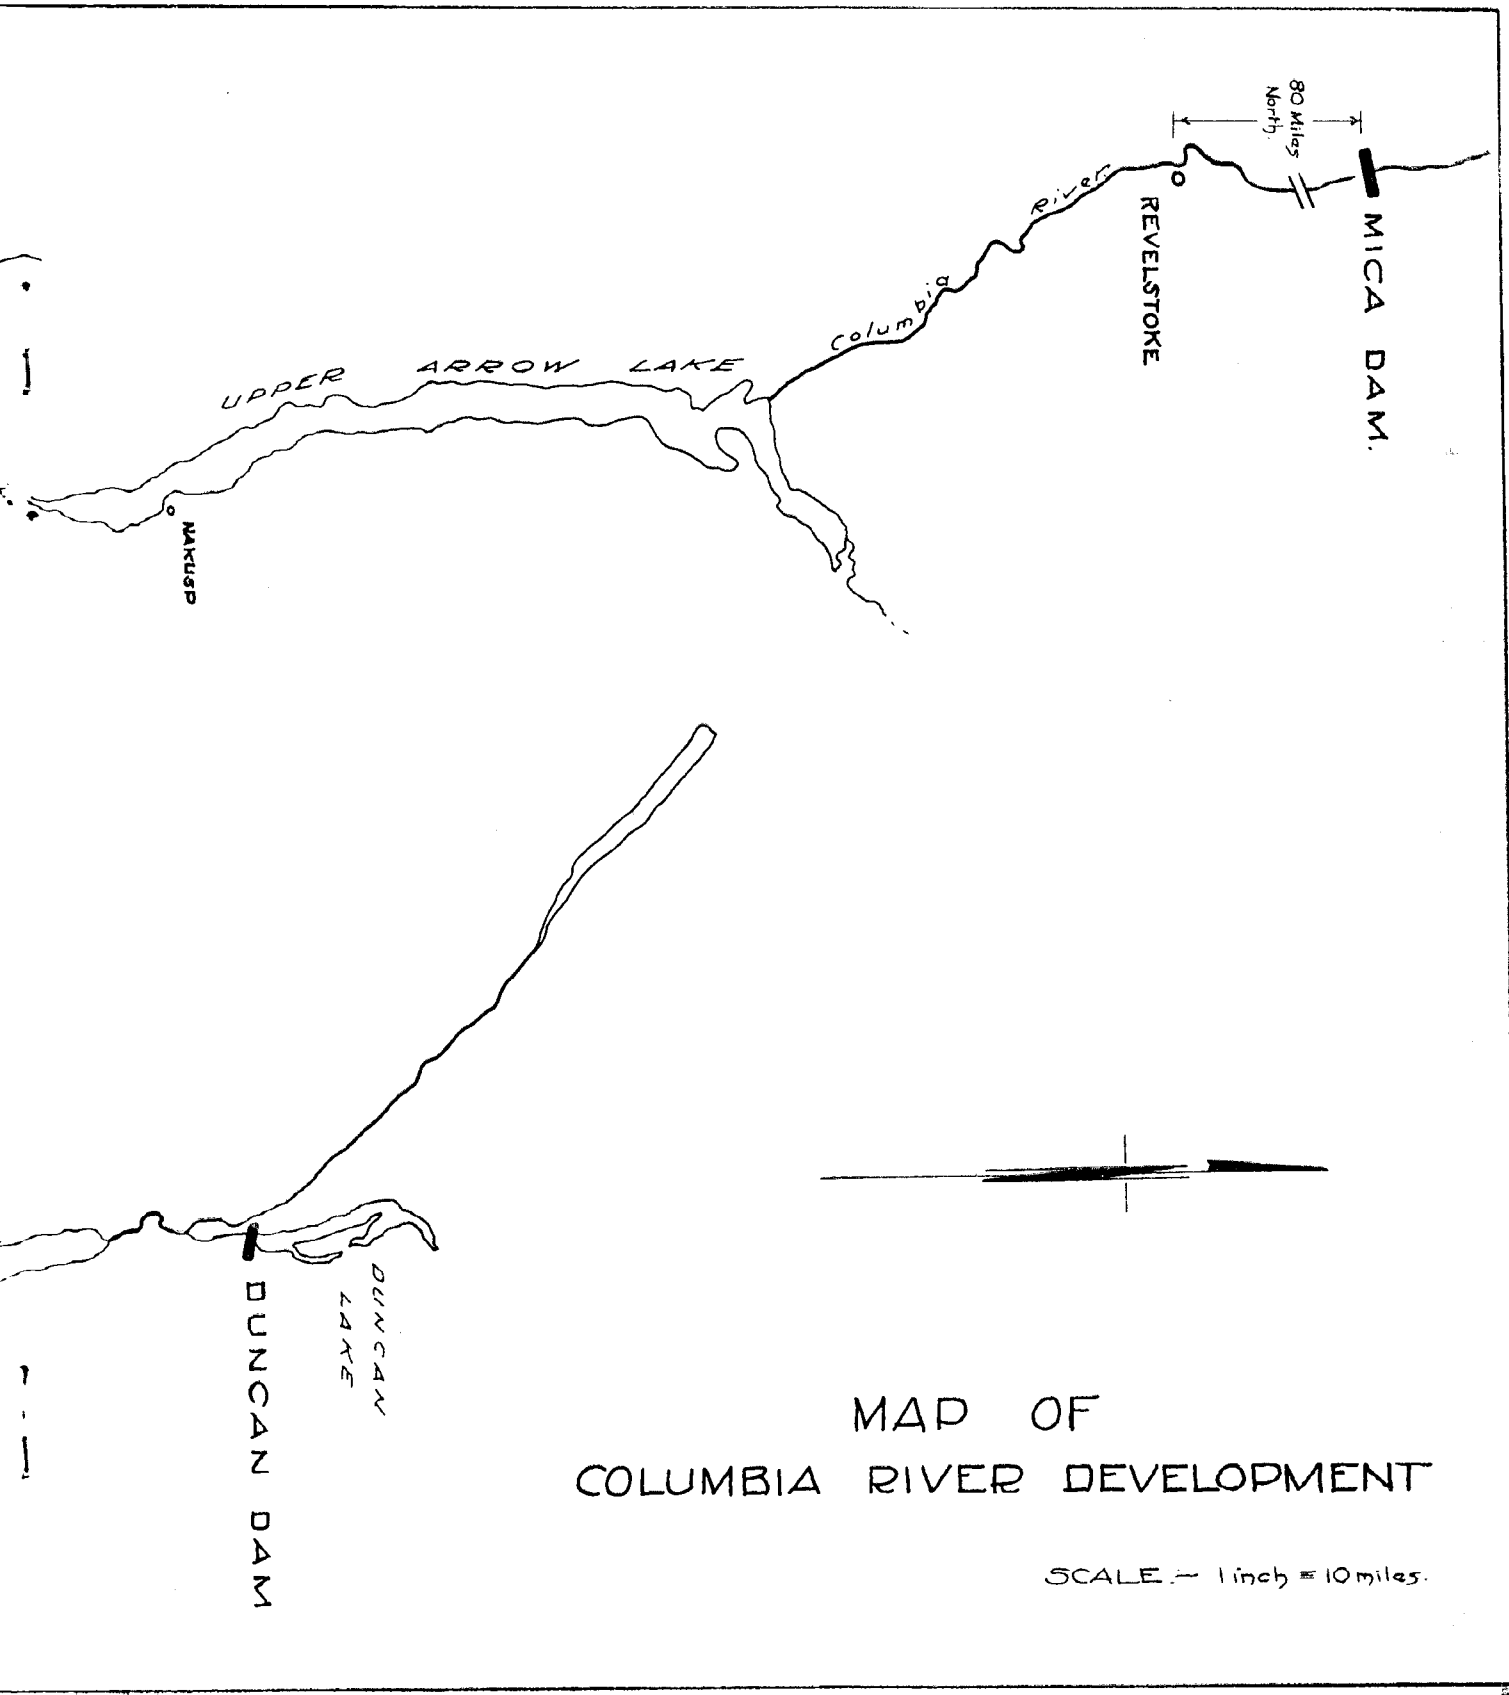 80 Miles
North.
MICA DAM.
REVELSTOKE
Columbia River.
UPPER ARROW LAKE
NAKUSP
DUNCAN
LAKE
DUNCAN DAM
MAP OF
COLUMBIA RIVER DEVELOPMENT
SCALE :- 1 inch = 10 miles.